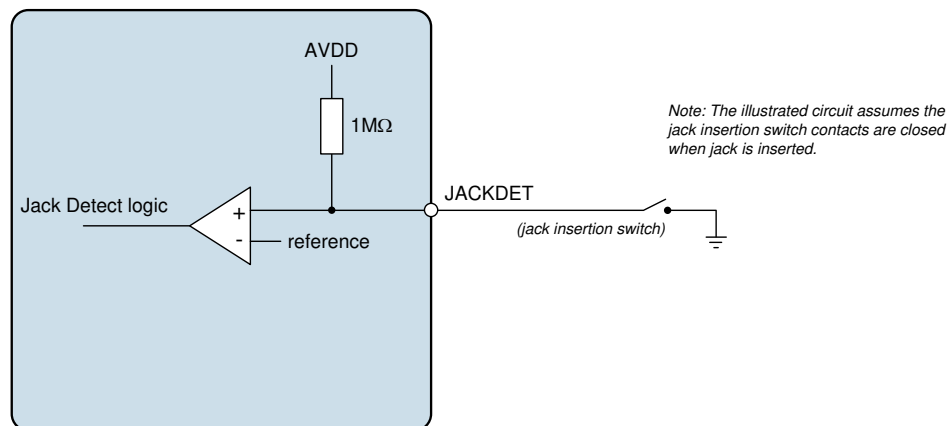 AVDD
1MΩ
Note: The illustrated circuit assumes the
jack insertion switch contacts are closed
when jack is inserted.
JACKDET
Jack Detect logic
+
-
reference
(jack insertion switch)